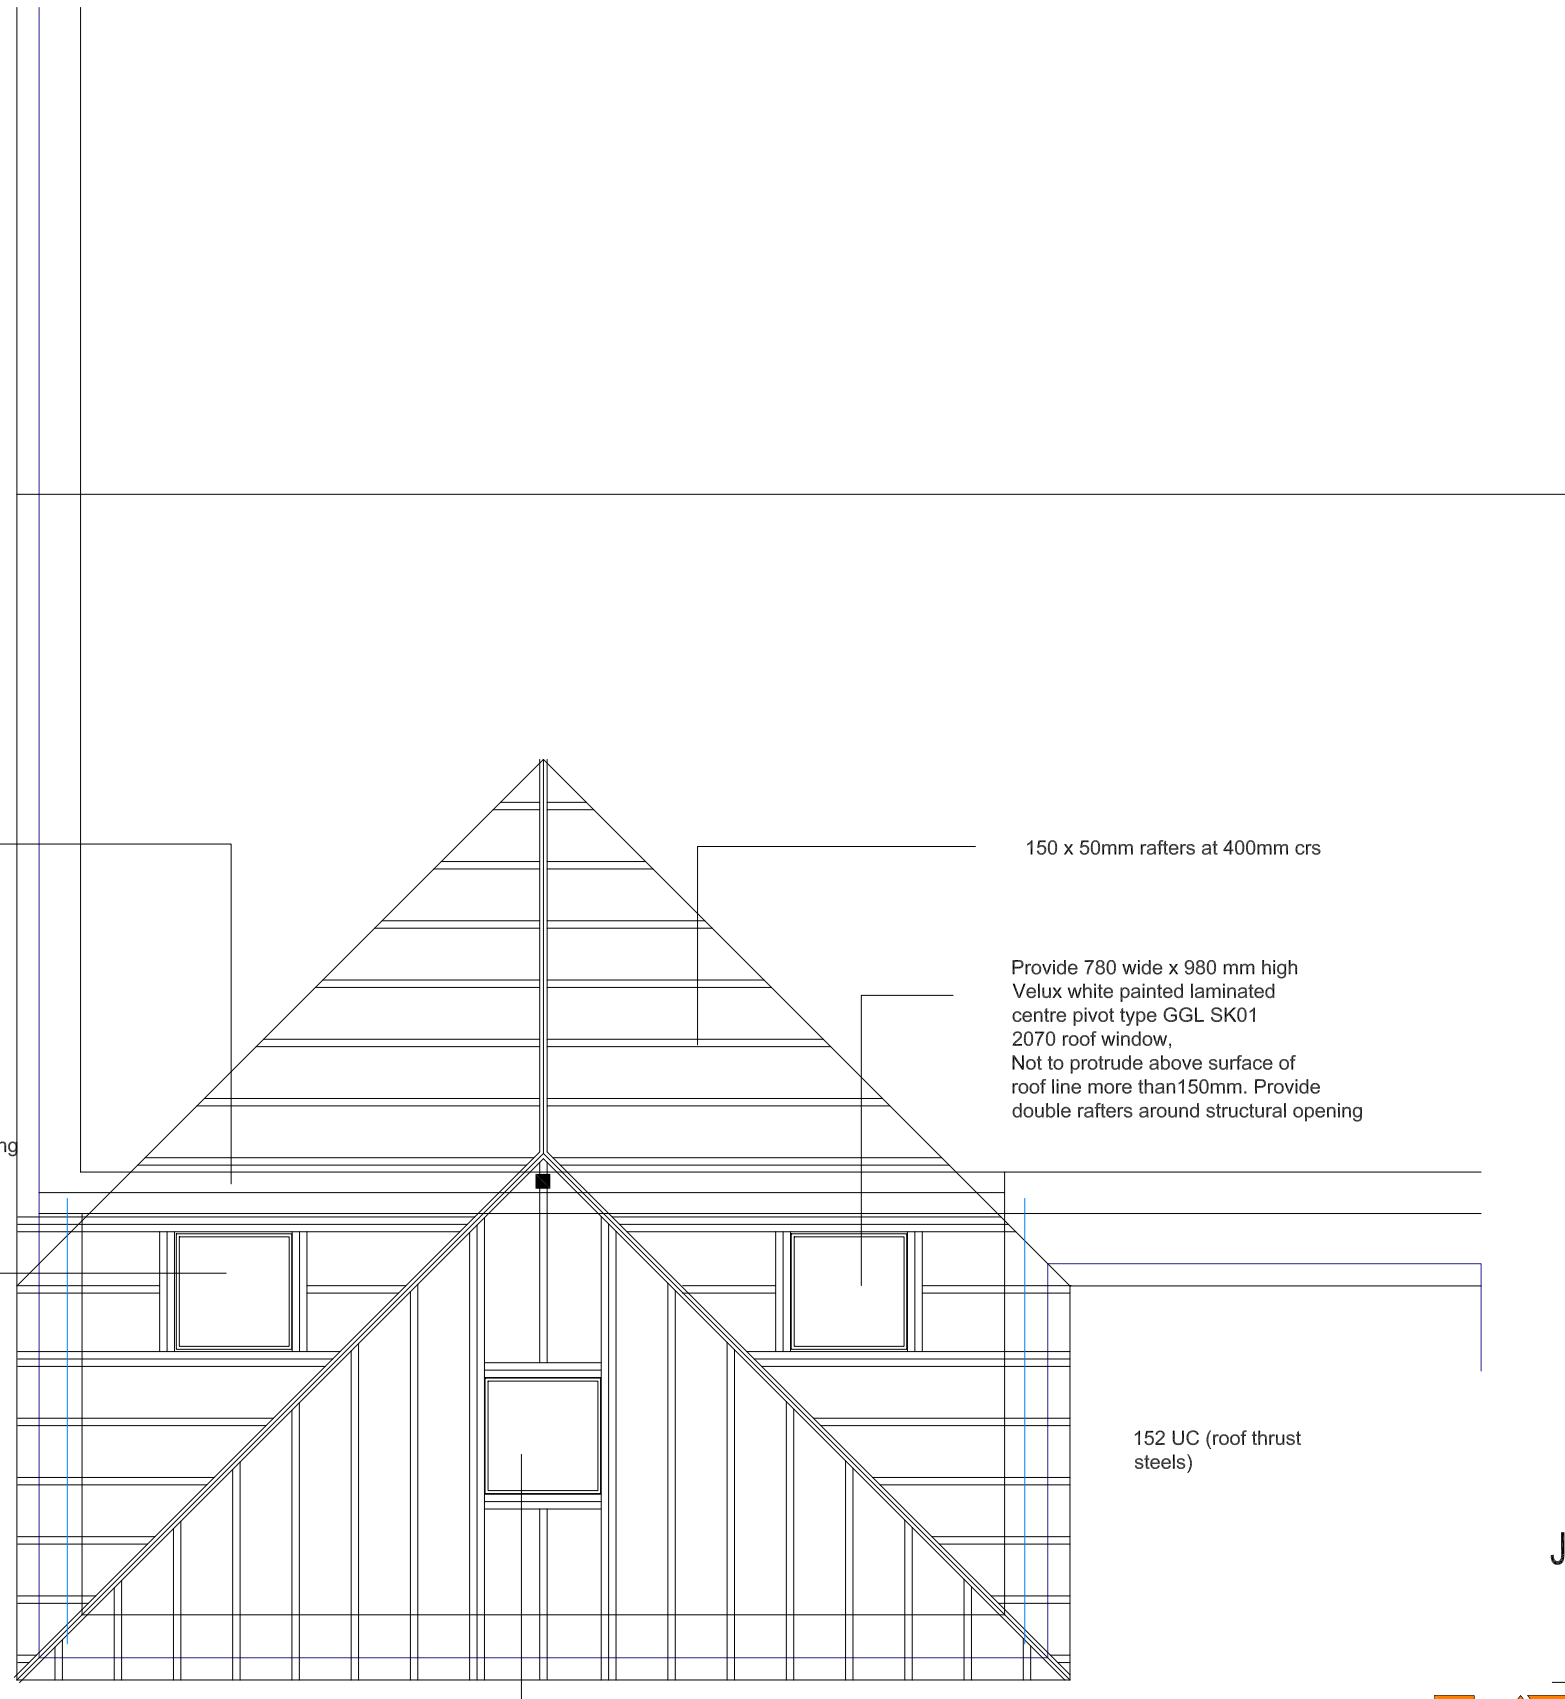 150 x 50mm rafters at 400mm crs
Provide 780 wide x 980 mm high
Velux white painted laminated
centre pivot type GGL SK01
2070 roof window,
Not to protrude above surface of
roof line more than150mm. Provide
double rafters around structural opening
ng
152 UC (roof thrust
steels)
J